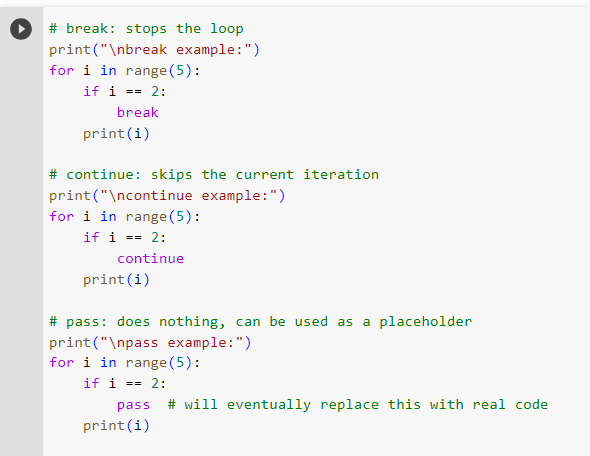 # break: stops the loop
print("\nbreak example:")
for i in range(5):
    if i == 2:
        break
    print(i)

# continue: skips the current iteration
print("\ncontinue example:")
for i in range(5):
    if i == 2:
        continue
    print(i)

# pass: does nothing, can be used as a placeholder
print("\npass example:")
for i in range(5):
    if i == 2:
        pass  # will eventually replace this with real code
    print(i)